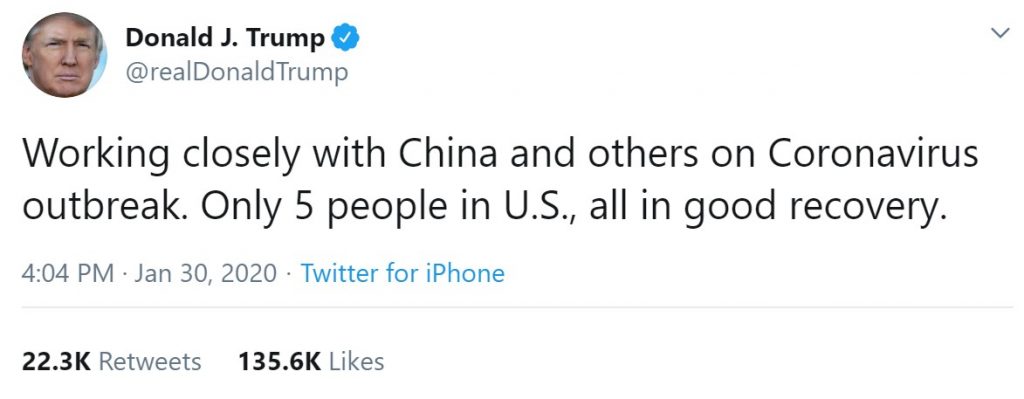 Donald J. Trump
@realDonaldTrump
Working closely with China and others on Coronavirus
outbreak. Only 5 people in U.S., all in good recovery.
4:04 PM · Jan 30, 2020 · Twitter for iPhone
22.3K Retweets 135.6K Likes